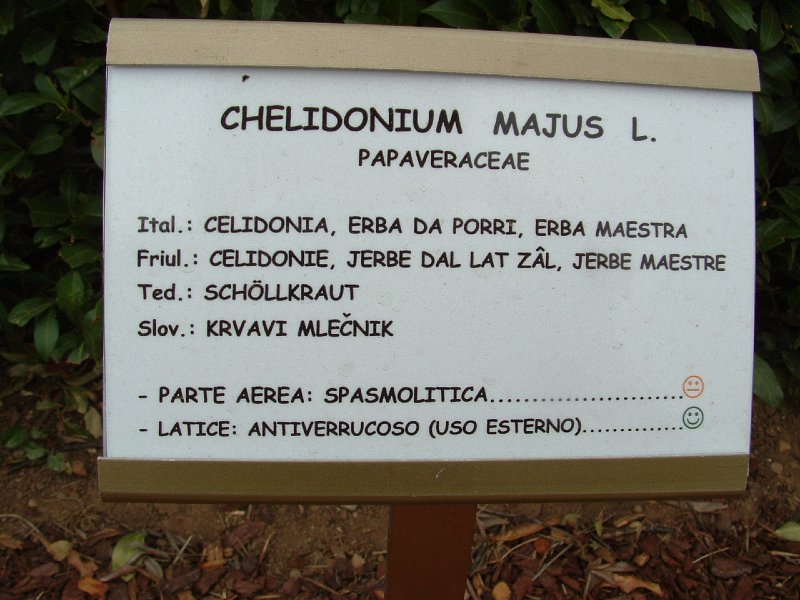 CHELIDONIUM MAJUS L.
PAPAVERACEAE
Ital.: CELIDONIA, ERBA DA PORRI, ERBA MAESTRA
Friul.: CELIDONIE, JERBE DAL LAT ZÂL, JERBE MAESTRE
Ted.: SCHÖLLKRAUT
Slov.: KRVAVI MLEČNIK
- PARTE AEREA: SPASMOLITICA........................
- LATICE: ANTIVERRUCOSO (USO ESTERNO)..............